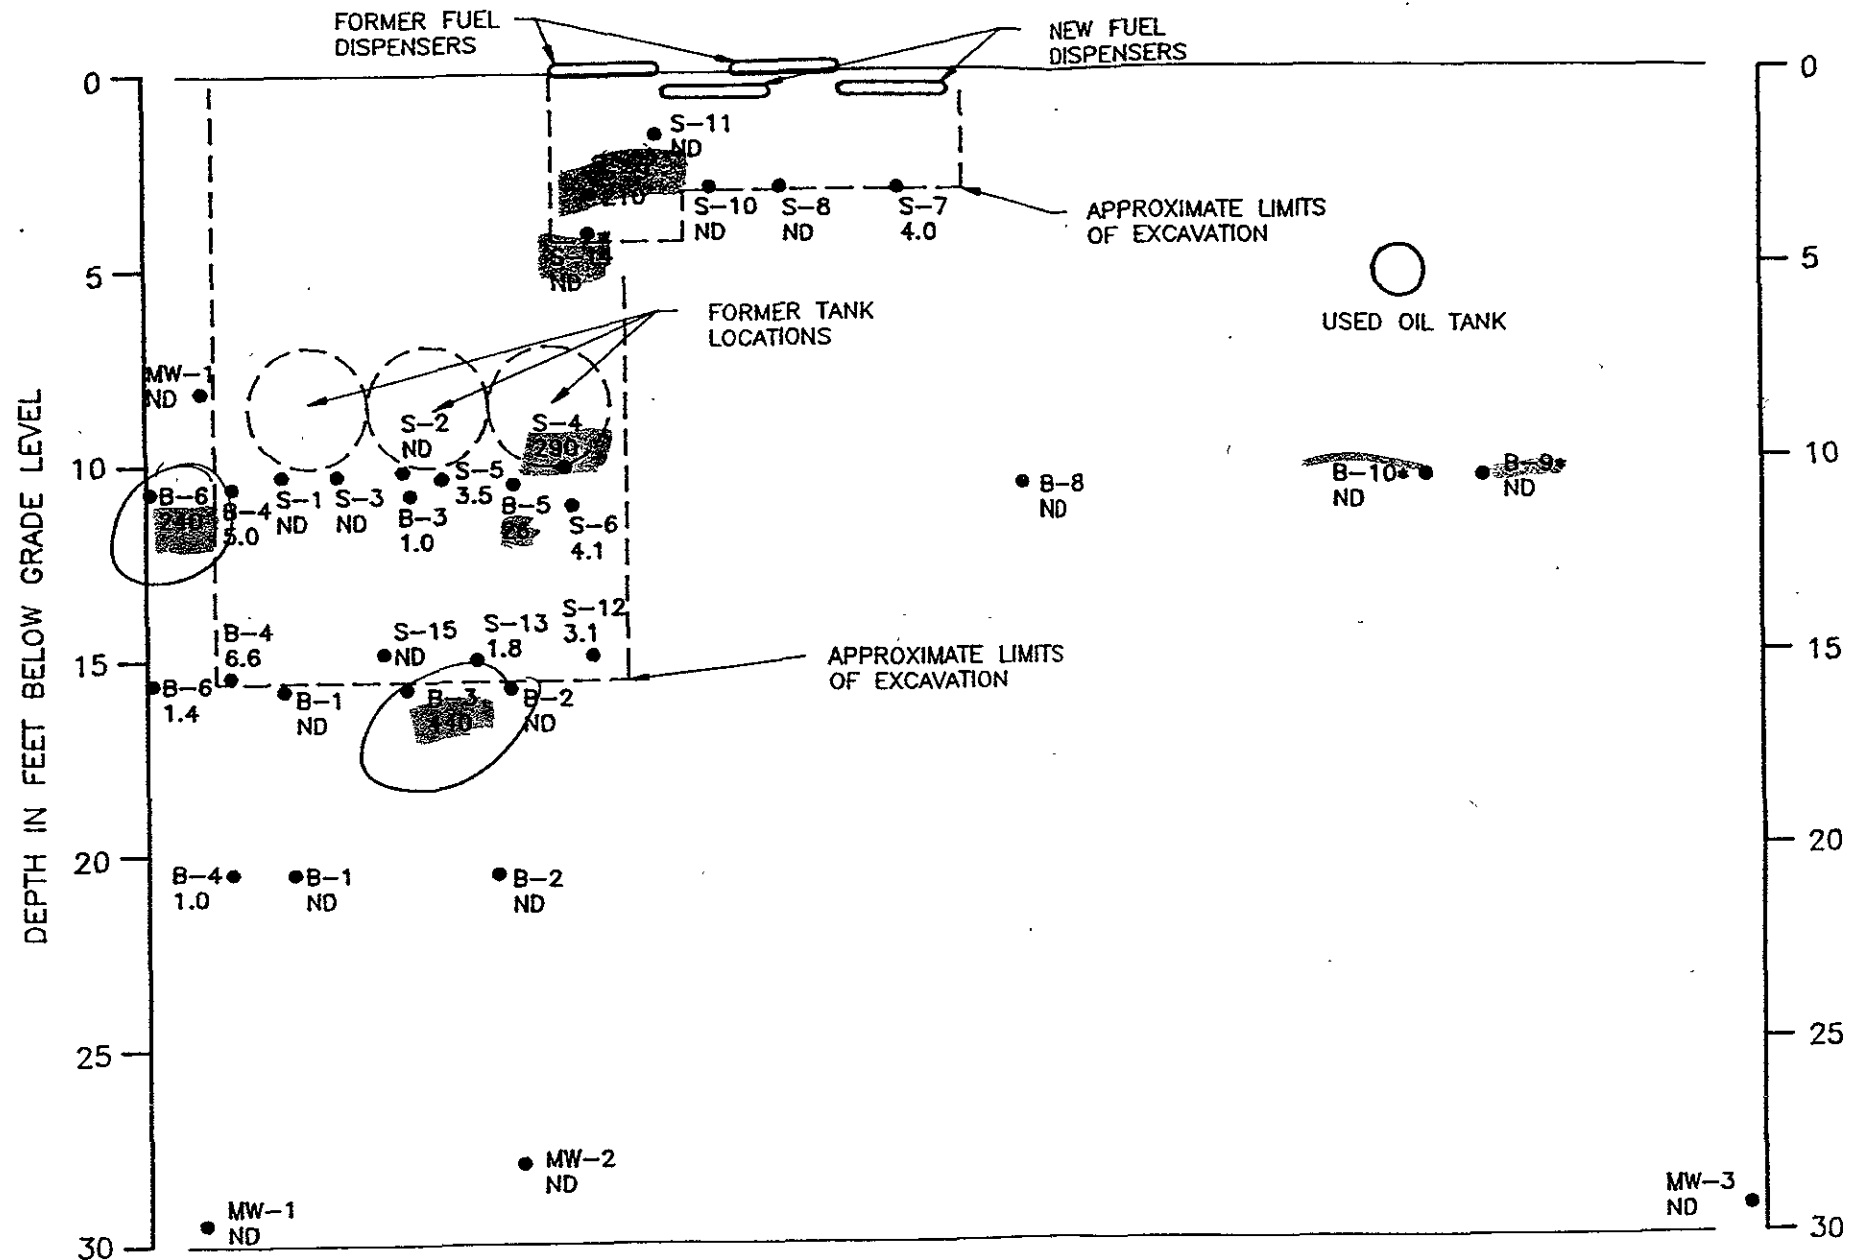 FORMER FUEL
DISPENSERS
NEW FUEL
DISPENSERS
0
0
S-11
ND
210
S-10
ND
S-8
ND
S-7
4.0
APPROXIMATE LIMITS
OF EXCAVATION
S-14
ND
5
5
FORMER TANK
LOCATIONS
USED OIL TANK
MW-1
ND
DEPTH IN FEET BELOW GRADE LEVEL
S-2
ND
S-4
290
10
10
B-6
240
B-4
5.0
S-1
ND
S-3
ND
B-3
1.0
S-5
3.5
B-5
26
S-6
4.1
B-8
ND
B-10*
ND
B-9*
ND
B-4
6.6
S-15
ND
S-13
1.8
S-12
3.1
15
15
B-6
1.4
B-1
ND
B-3
440
B-2
ND
APPROXIMATE LIMITS
OF EXCAVATION
20
20
B-4
1.0
B-1
ND
B-2
ND
25
25
MW-2
ND
MW-3
ND
MW-1
ND
30
30